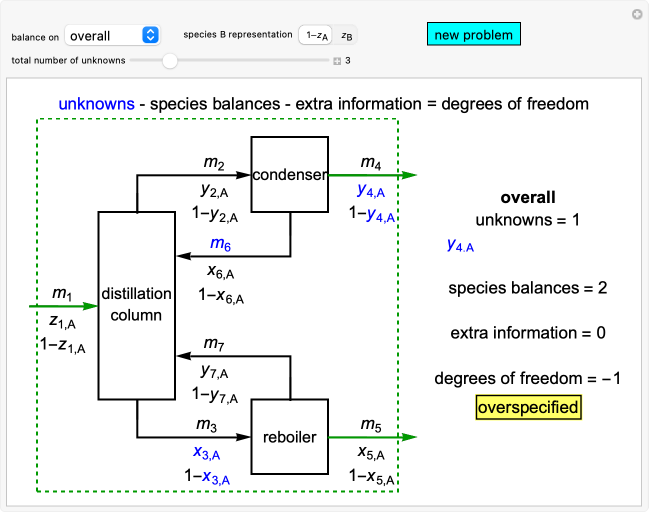 balance on overall species B representation 1-zA zB new problem
total number of unknowns 3
unknowns - species balances - extra information = degrees of freedom
m2
y2,A
1-y2,A
condenser
m4
y4,A
1-y4,A
m6
x6,A
1-x6,A
m1
z1,A
1-z1,A
distillation
column
m7
y7,A
1-y7,A
m3
x3,A
1-x3,A
reboiler
m5
x5,A
1-x5,A
overall
unknowns = 1
y4,A
species balances = 2
extra information = 0
degrees of freedom = -1
overspecified